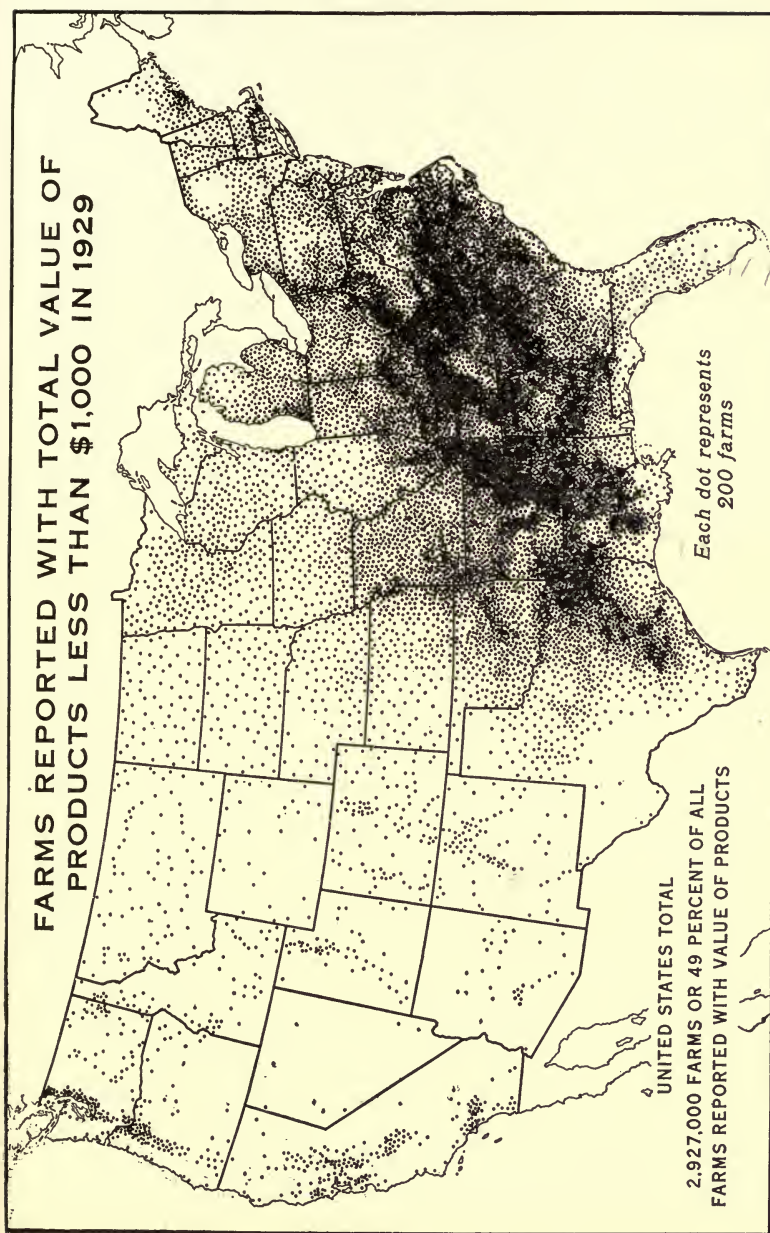 FARMS REPORTED WITH TOTAL VALUE OF
PRODUCTS LESS THAN $1,000 IN 1929
Each dot represents
200 farms
UNITED STATES TOTAL
2,927,000 FARMS OR 49 PERCENT OF ALL
FARMS REPORTED WITH VALUE OF PRODUCTS